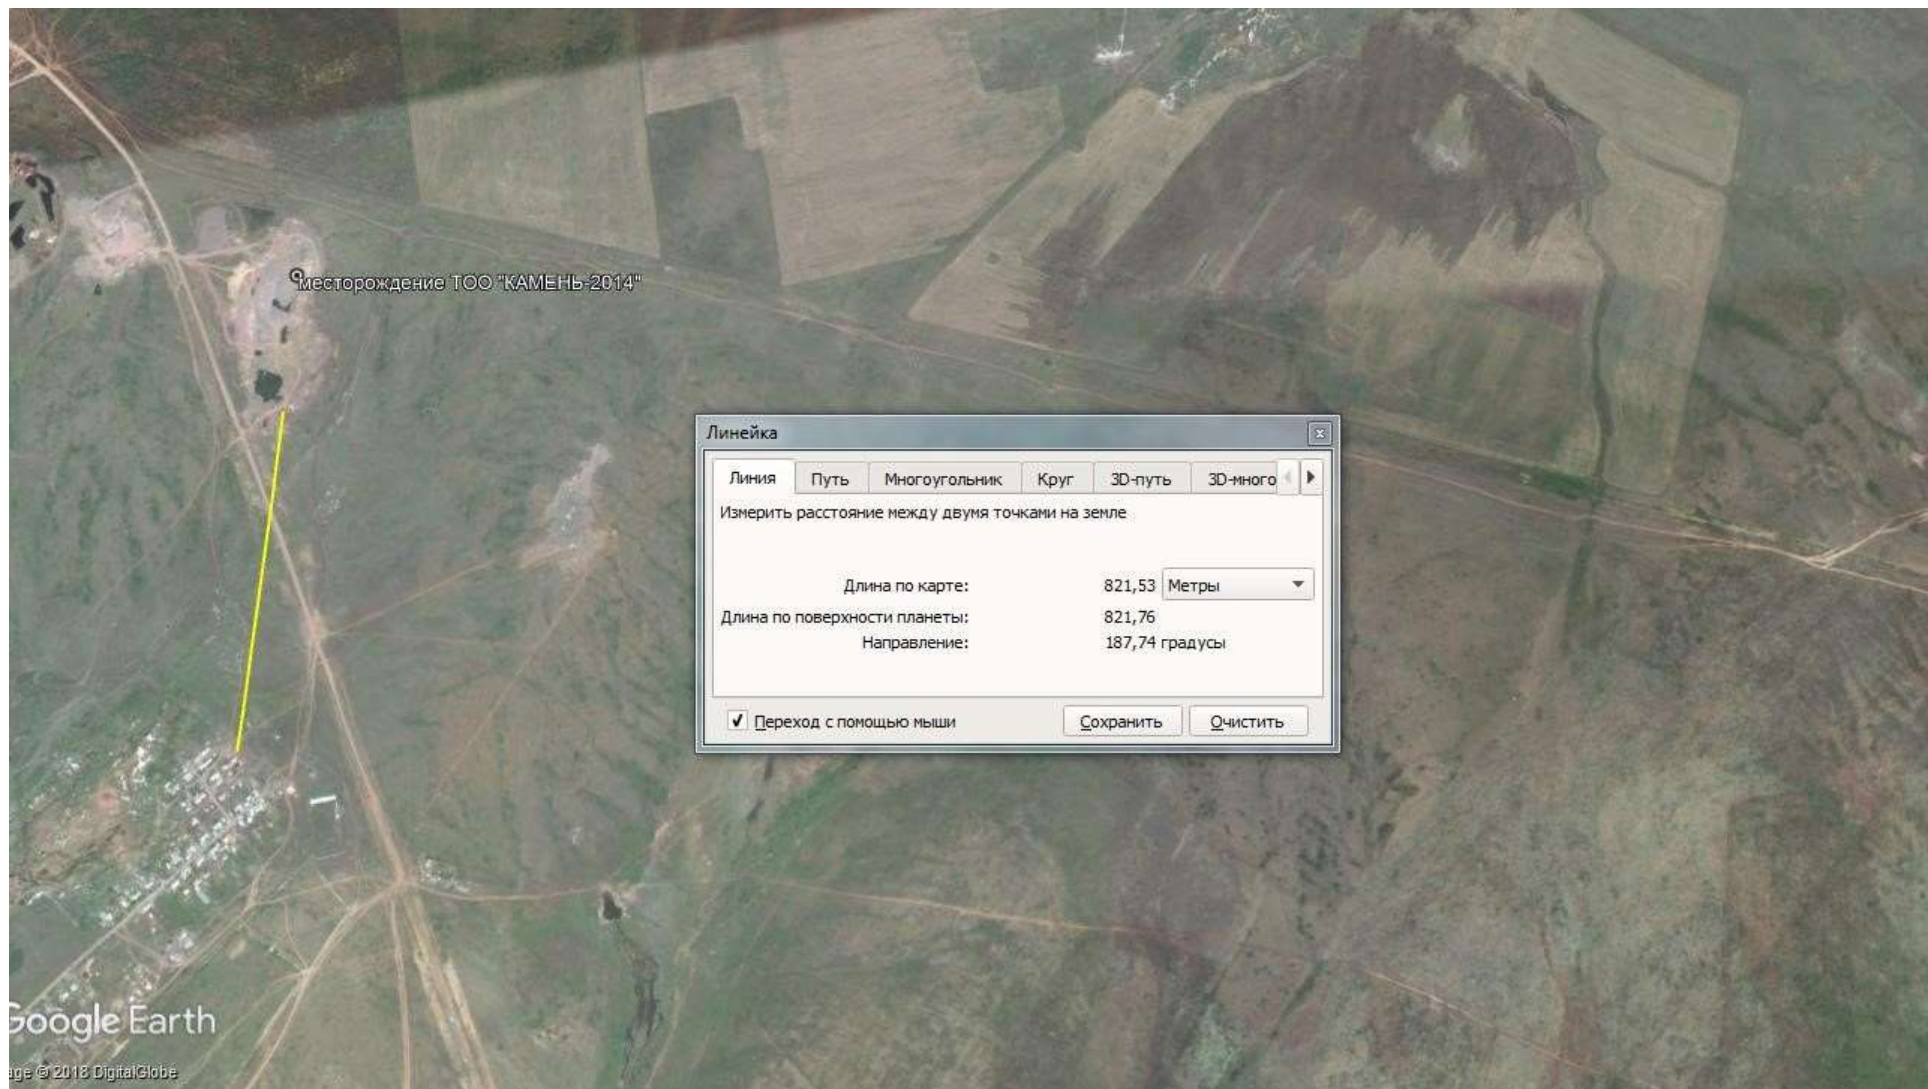 месторождение ТОО "КАМЕНЬ-2014"
Линейка
Линия Путь Многоугольник Круг 3D-путь 3D-много
Измерить расстояние между двумя точками на земле
Длина по карте: 821,53 Метры
Длина по поверхности планеты: 821,76
Направление: 187,74 градусы
Переход с помощью мыши Сохранить Очистить
Google Earth
age © 2018 DigitalGlobe